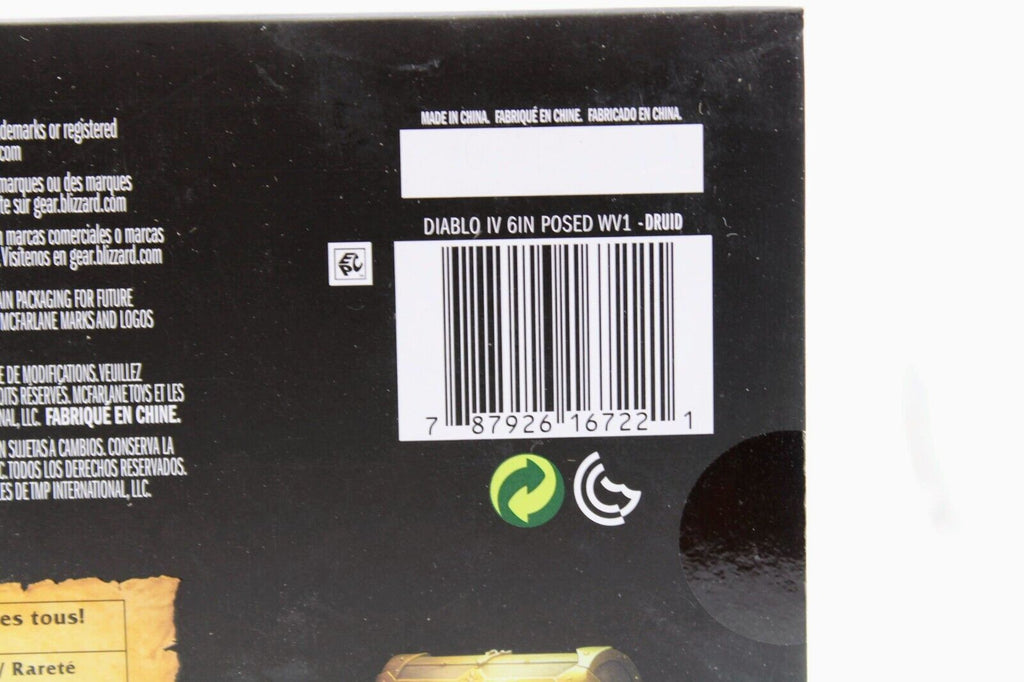 demarks or registered
com
marques ou des marques
te sur gear.blizzard.com
marcas comerciales o marcas
. Visítenos en gear.blizzard.com
AIN PACKAGING FOR FUTURE
MCFARLANE MARKS AND LOGOS
E DE MODIFICATIONS. VEUILLEZ
OITS RÉSERVÉS. MCFARLANE TOYS ET LES
NAL, LLC. FABRIQUÉ EN CHINE.
N SUJETAS A CAMBIOS. CONSERVA LA
C. TODOS LOS DERECHOS RESERVADOS.
ES DE TMP INTERNATIONAL, LLC.
es tous!
/ Rareté
MADE IN CHINA. FABRIQUÉ EN CHINE. FABRICADO EN CHINA.
DIABLO IV 6IN POSED WV1 -DRUID
EPC
7 87926 16722 1